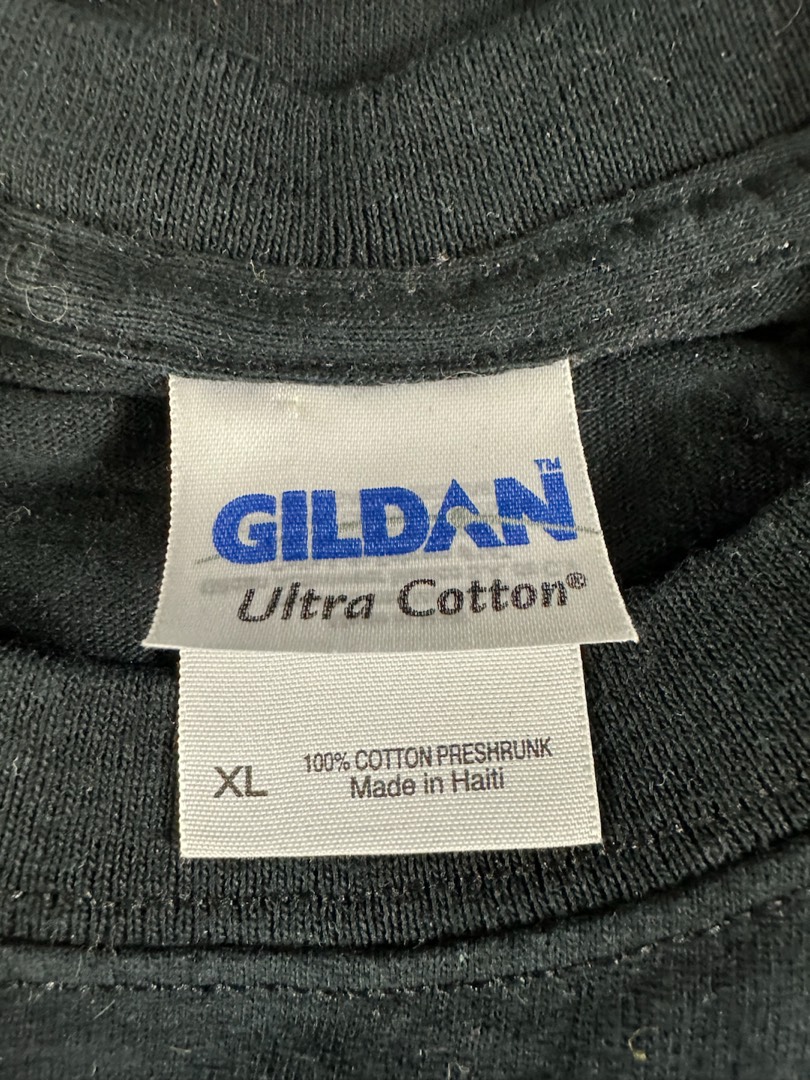 GILDAN™
Ultra Cotton®
XL
100% COTTON PRESHRUNK
Made in Haiti